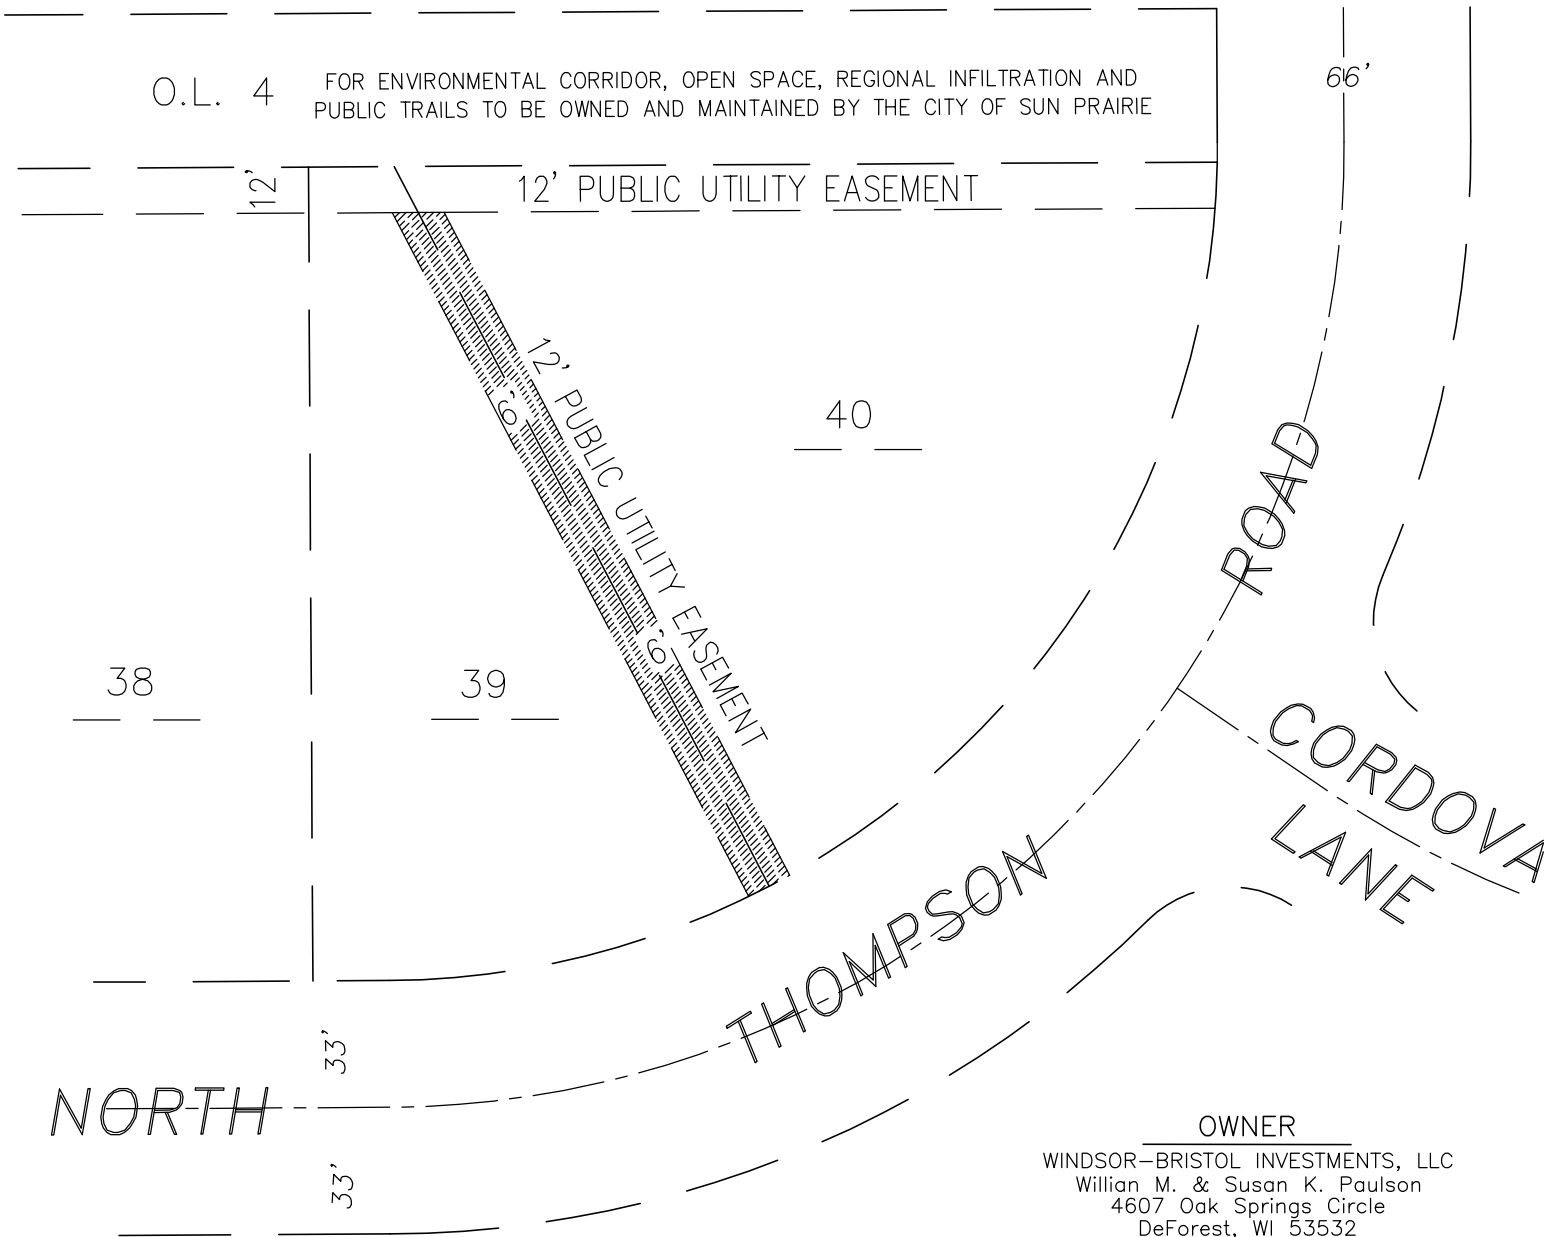 66'
O.L. 4
FOR ENVIRONMENTAL CORRIDOR, OPEN SPACE, REGIONAL INFILTRATION AND
PUBLIC TRAILS TO BE OWNED AND MAINTAINED BY THE CITY OF SUN PRAIRIE
12'
12' PUBLIC UTILITY EASEMENT
12' PUBLIC UTILITY EASEMENT
6'
6'
40
38
39
ROAD
CORDOVA
LANE
THOMPSON
NORTH
33'
33'
OWNER
WINDSOR-BRISTOL INVESTMENTS, LLC
Willian M. & Susan K. Paulson
4607 Oak Springs Circle
DeForest, WI 53532